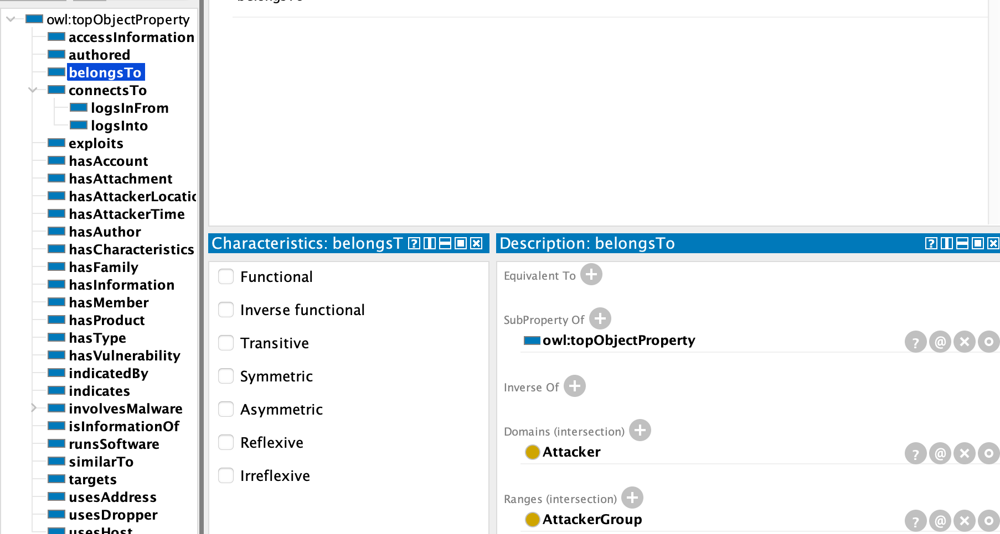 owl:topObjectProperty
accessInformation
authored
belongsTo
connectsTo
logsInFrom
logsInto
exploits
hasAccount
hasAttachment
hasAttackerLocatic
hasAttackerTime
hasAuthor
hasCharacteristics
hasFamily
hasInformation
hasMember
hasProduct
hasType
hasVulnerability
indicatedBy
indicates
involvesMalware
isInformationOf
runsSoftware
similarTo
targets
usesAddress
usesDropper
usesHost
belongsTo
Characteristics: belongsT
Functional
Inverse functional
Transitive
Symmetric
Asymmetric
Reflexive
Irreflexive
Description: belongsTo
Equivalent To
SubProperty Of
owl:topObjectProperty
Inverse Of
Domains (intersection)
Attacker
Ranges (intersection)
AttackerGroup